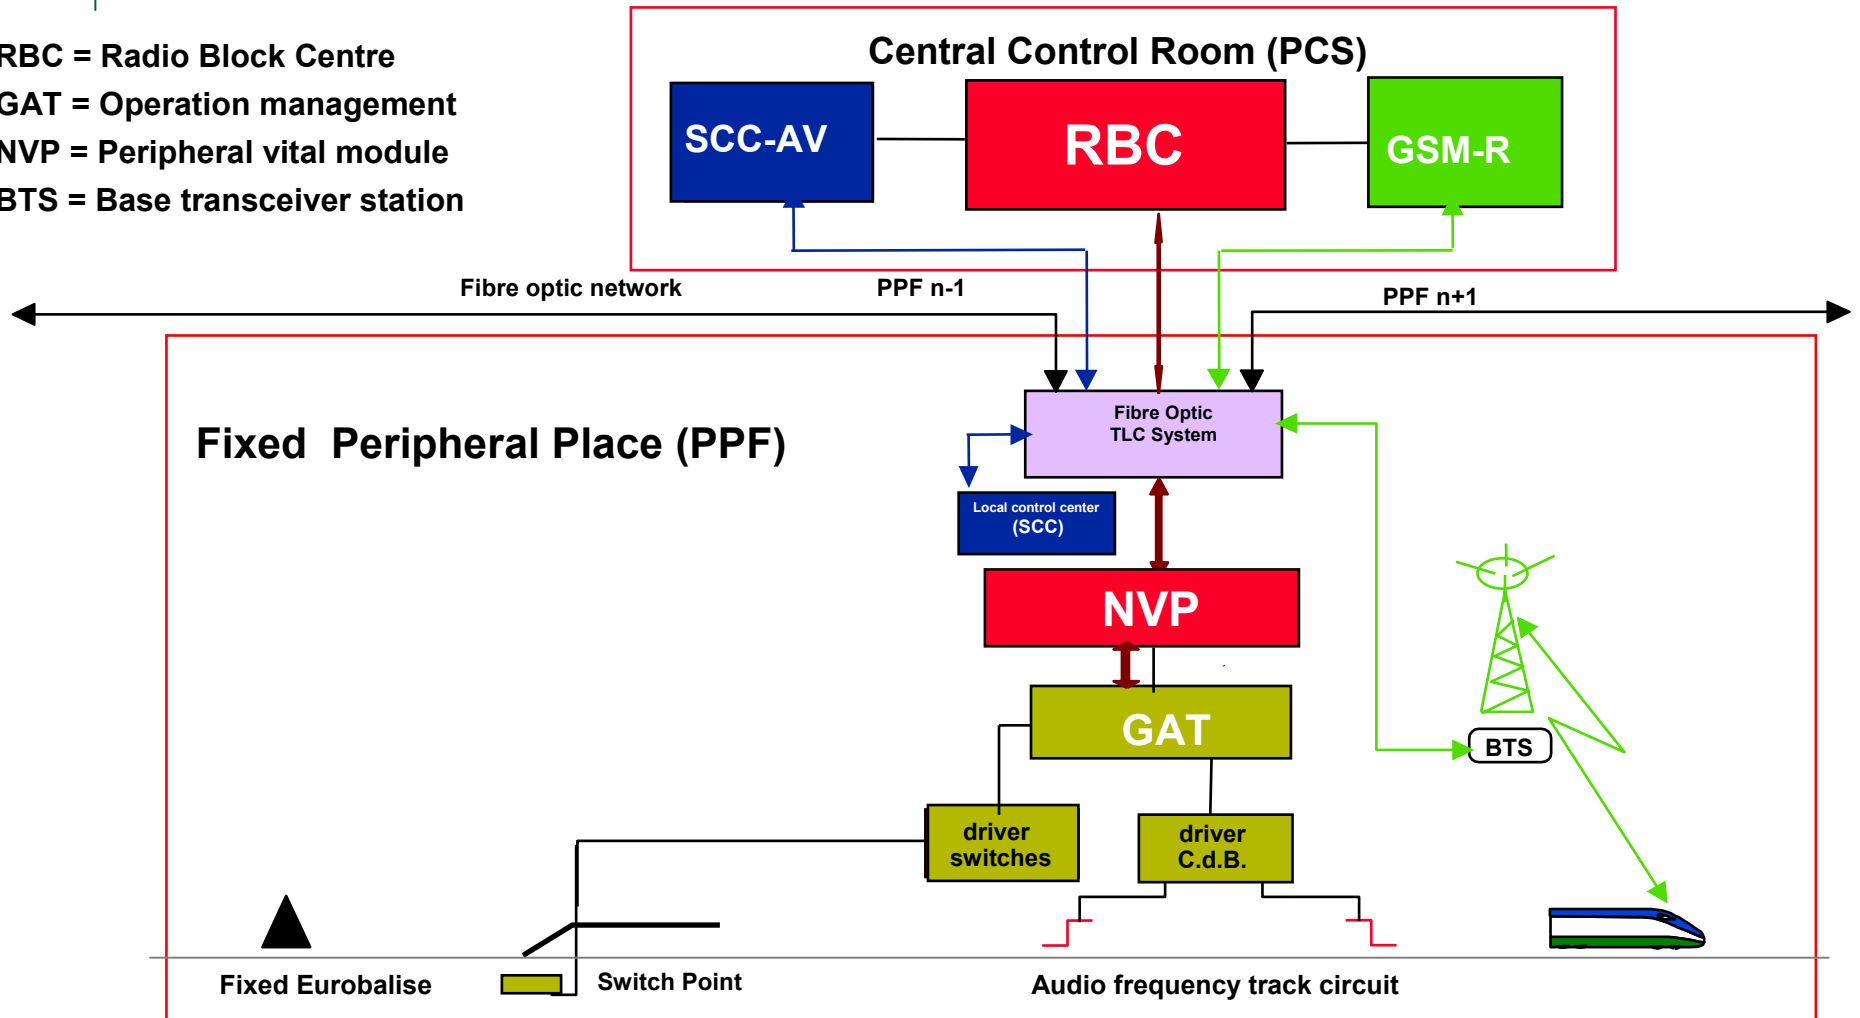 RBC = Radio Block Centre
GAT = Operation management
NVP = Peripheral vital module
BTS = Base transceiver station
Central Control Room (PCS)
SCC-AV
RBC
GSM-R
Fibre optic network
PPF n-1
PPF n+1
Fixed Peripheral Place (PPF)
Fibre Optic
TLC System
Local control center
(SCC)
NVP
GAT
BTS
driver
switches
driver
C.d.B.
Fixed Eurobalise
Switch Point
Audio frequency track circuit